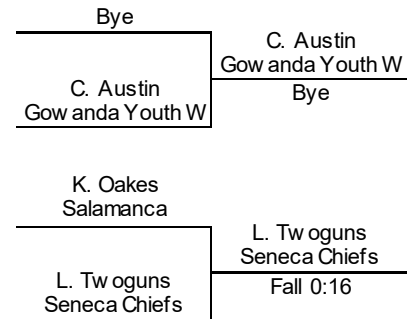 Bye
C. Austin
Gowanda Youth W
C. Austin
Gowanda Youth W
Bye
K. Oakes
Salamanca
L. Twoguns
Seneca Chiefs
L. Twoguns
Seneca Chiefs
Fall 0:16